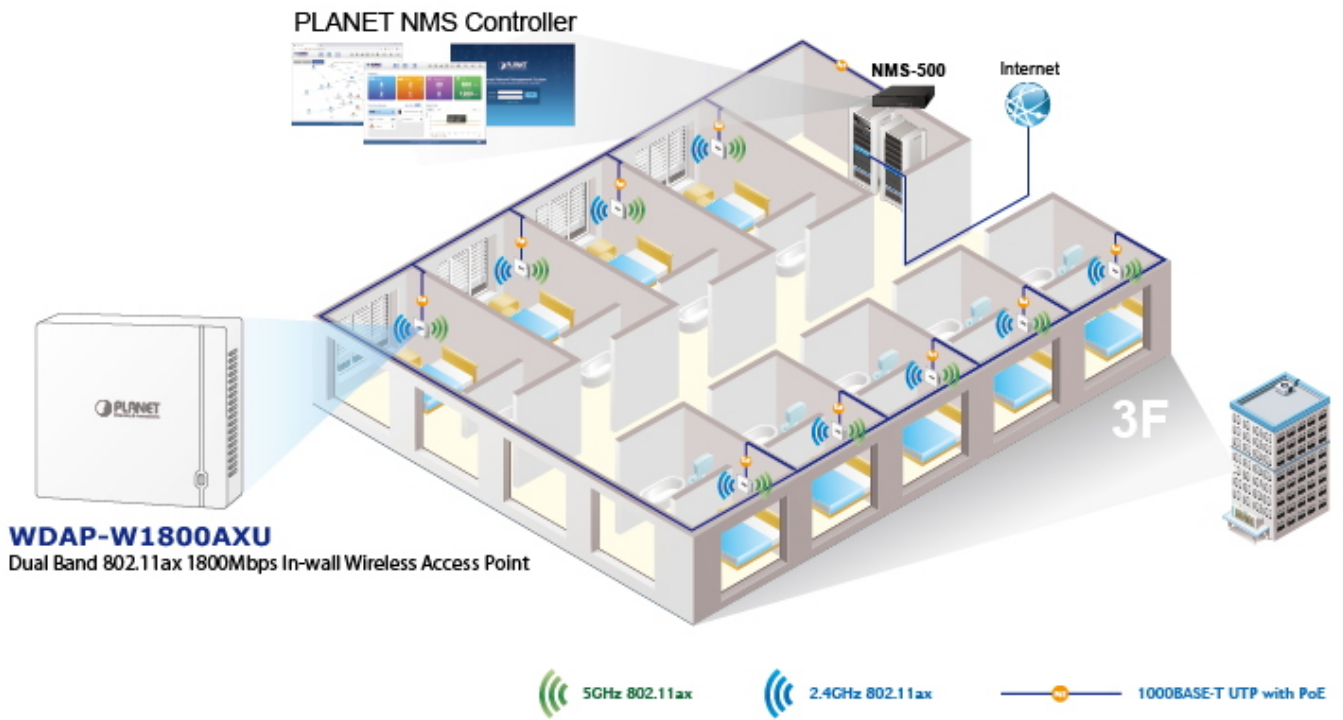 PLANET NMS Controller
NMS-500
Internet
PLANET
3F
WDAP-W1800AXU
Dual Band 802.11ax 1800Mbps In-wall Wireless Access Point
5GHz 802.11ax
2.4GHz 802.11ax
PoE
1000BASE-T UTP with PoE